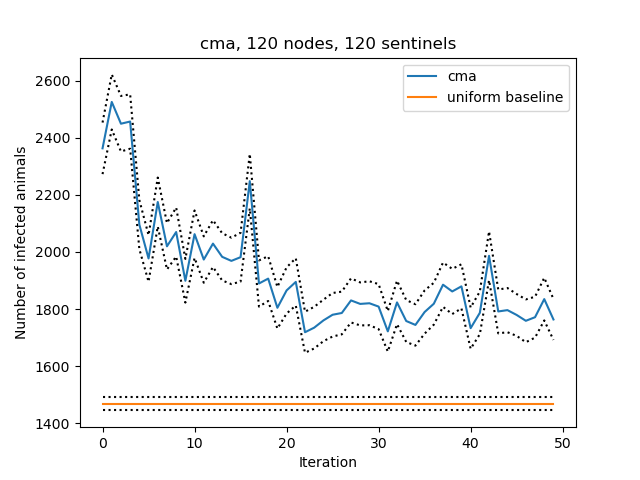 cma, 120 nodes, 120 sentinels
cma
uniform baseline
Number of infected animals
2600
2400
2200
2000
1800
1600
1400
0 10 20 30 40 50
Iteration